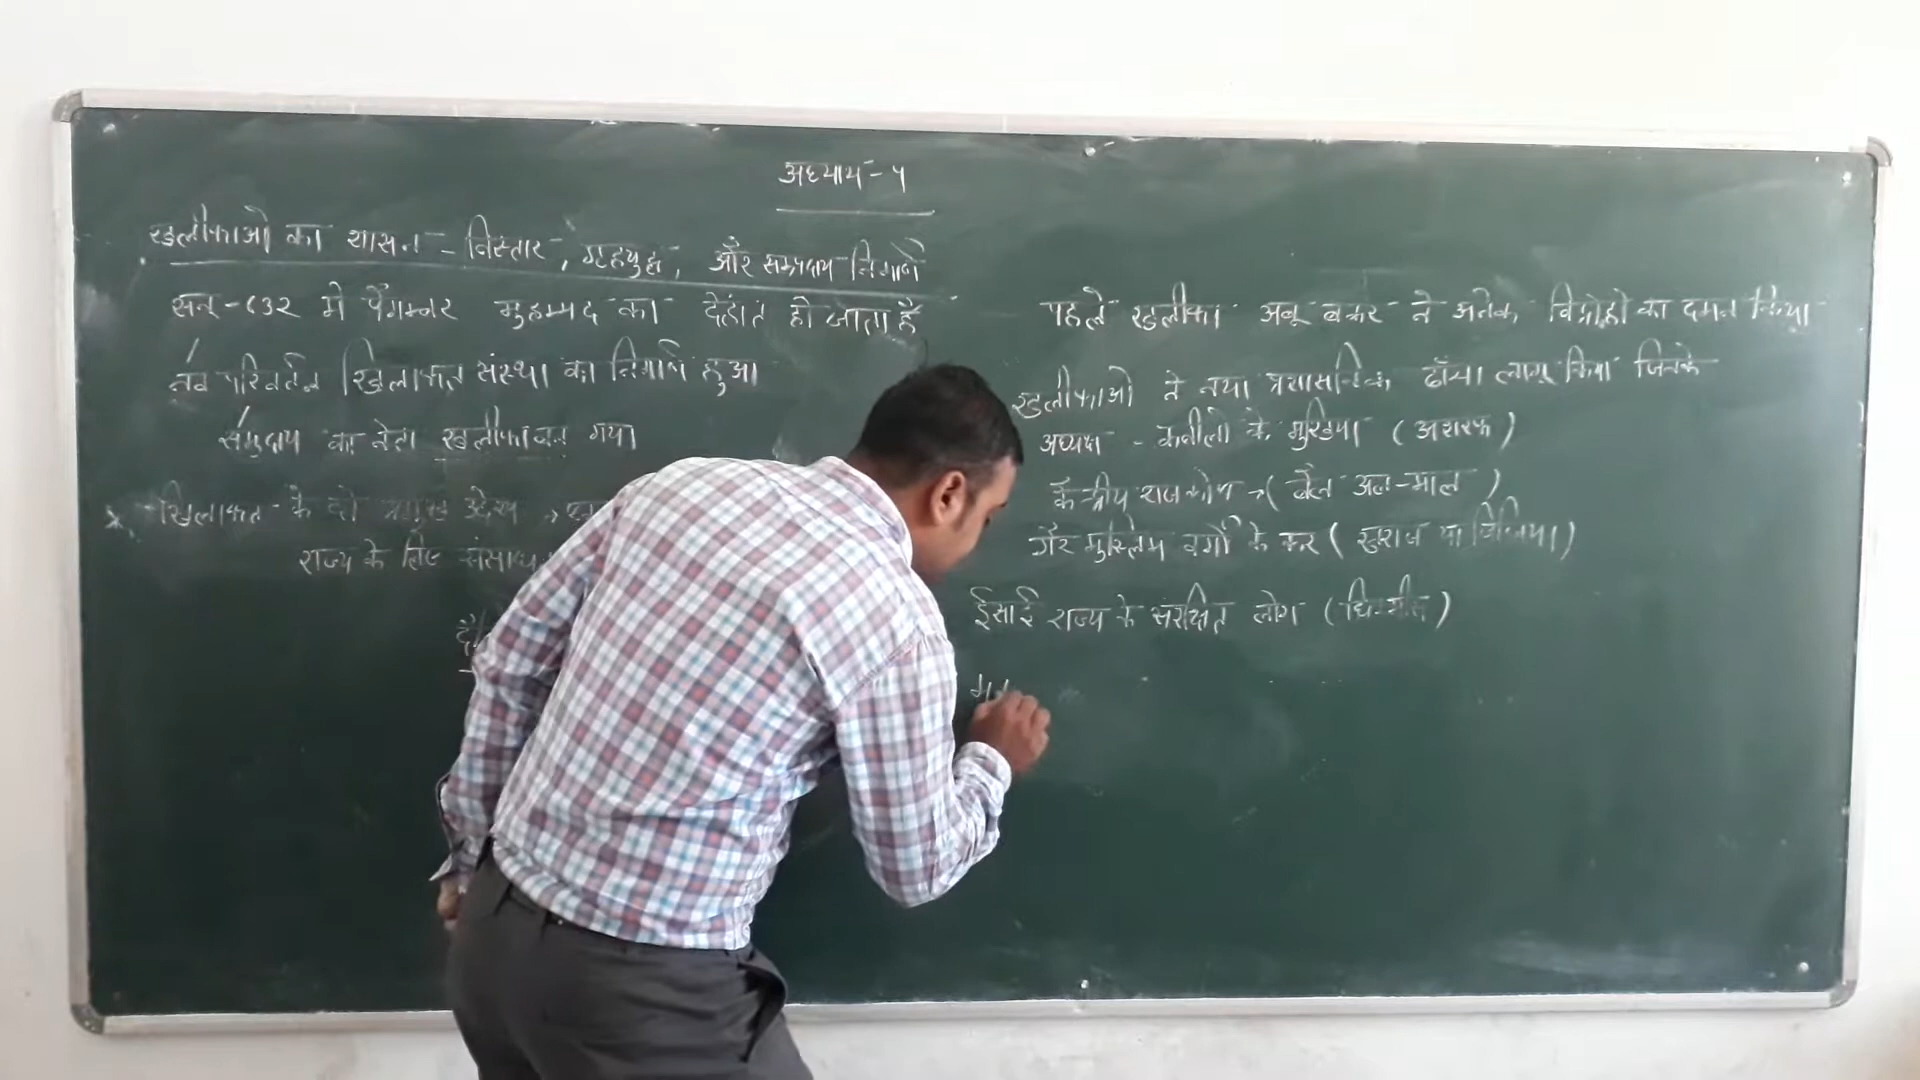 अध्याय - ५
खलीफाओं का शासन - विस्तार, गृहयुद्ध, और सम्प्रदाय निर्माण
सन् - ६३२ में पैगम्बर मुहम्मद का देहांत हो जाता है
तब परिवर्तन खिलाफत संस्था का निर्माण हुआ
समुदाय का नेता खलीफा बन गया
खिलाफत के दो प्रमुख उद्देश्य →
राज्य के लिए संसाधन
पहले खलीफा अबू बकर ने अनेक विद्रोहों का दमन किया
खलीफाओं ने नया प्रशासनिक ढाँचा लागू किया जिनके
अध्यक्ष - कबीलो के मुखिया (अशरफ)
केन्द्रीय राजकोष → (बैत अल-माल)
गैर मुस्लिम वर्गों के कर (खराज या जिजिया)
ईसाई राज्य के संरक्षित लोग (धिम्मीस)